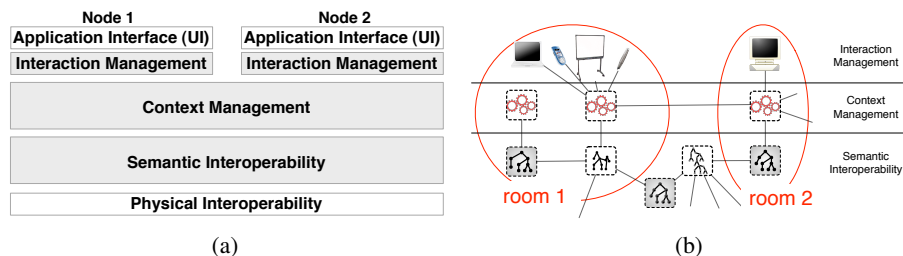 Node 1
Node 2
Application Interface (UI)
Application Interface (UI)
Interaction Management
Interaction Management
Context Management
Semantic Interoperability
Physical Interoperability
(a)
Interaction
Management
Context
Management
Semantic
Interoperability
room 1
room 2
(b)